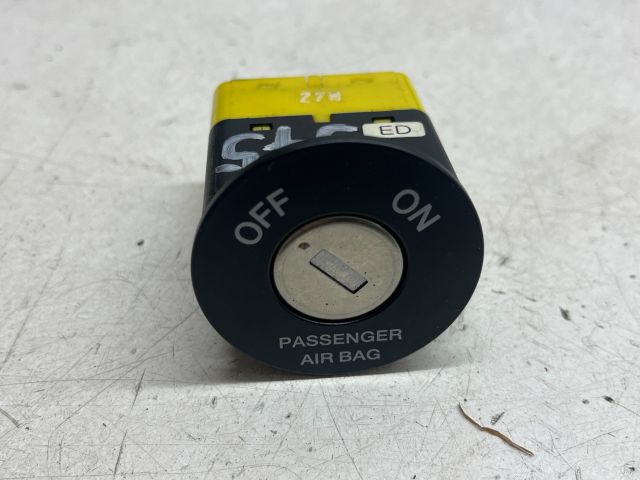 ED
OFF ON
PASSENGER
AIR BAG